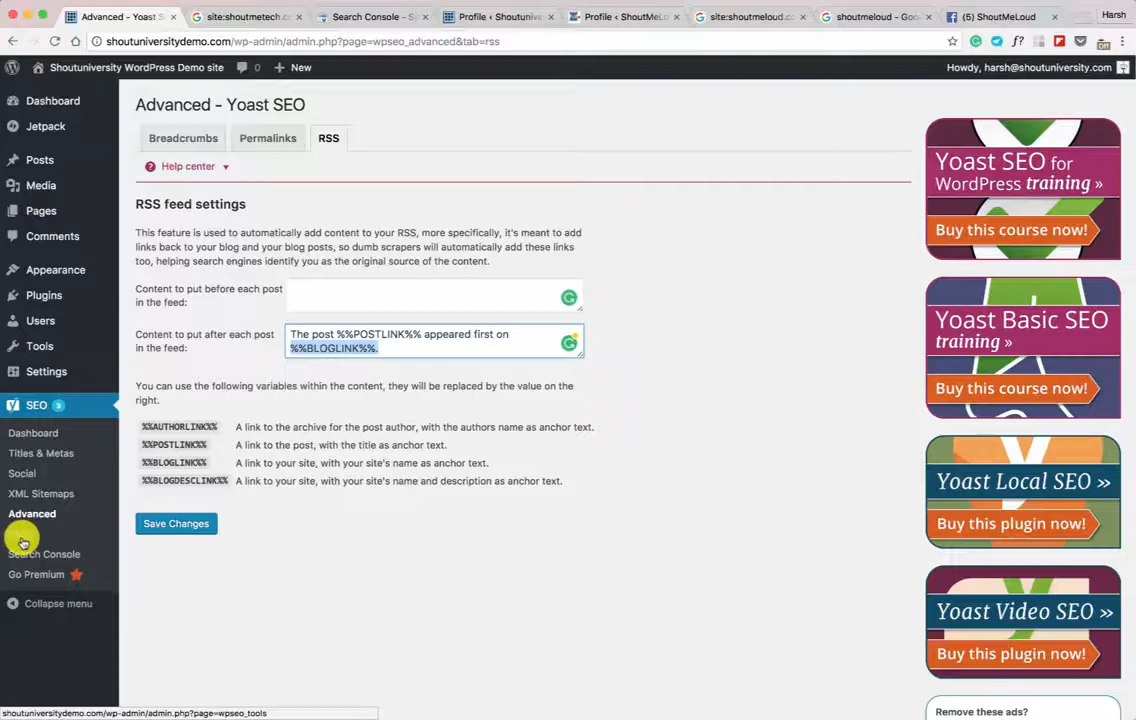 Advanced - Yoast S
site:shoutmetech.co
Search Console - S
Profile < Shoutunive
Profile < ShoutMeLo
site:shoutmeloud.co
shoutmeloud - Goo
(5) ShoutMeLoud
Harsh
shoutuniversitydemo.com/wp-admin/admin.php?page=wpseo_advanced&tab=rss
f?
Off
Shoutuniversity WordPress Demo site
0
New
Howdy, harsh@shoutuniversity.com
Dashboard
Jetpack
Posts
Media
Pages
Comments
Appearance
Plugins
Users
Tools
Settings
SEO 3
Dashboard
Titles & Metas
Social
XML Sitemaps
Advanced
Search Console
Go Premium
Collapse menu
Advanced - Yoast SEO
Breadcrumbs
Permalinks
RSS
Help center
RSS feed settings
This feature is used to automatically add content to your RSS, more specifically, it's meant to add
links back to your blog and your blog posts, so dumb scrapers will automatically add these links
too, helping search engines identify you as the original source of the content.
Content to put before each post
in the feed:
Content to put after each post
in the feed:
The post %%POSTLINK%% appeared first on
%%BLOGLINK%%.
You can use the following variables within the content, they will be replaced by the value on the
right.
%%AUTHORLINK%% A link to the archive for the post author, with the authors name as anchor text.
%%POSTLINK%% A link to the post, with the title as anchor text.
%%BLOGLINK%% A link to your site, with your site's name as anchor text.
%%BLOGDESCLINK%% A link to your site, with your site's name and description as anchor text.
Save Changes
Yoast SEO for
WordPress training »
Buy this course now!
Yoast Basic SEO
training »
Buy this course now!
Yoast Local SEO »
Buy this plugin now!
Yoast Video SEO »
Buy this plugin now!
Remove these ads?
shoutuniversitydemo.com/wp-admin/admin.php?page=wpseo_tools